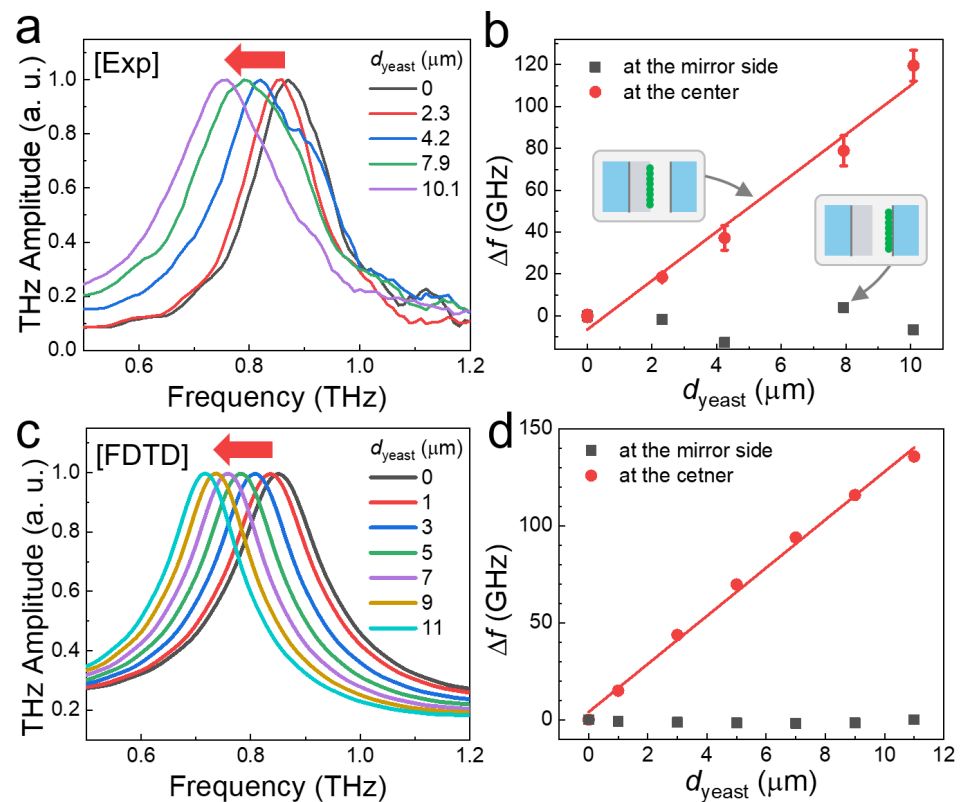 a
[Exp]
d_yeast (μm)
0
2.3
4.2
7.9
10.1
1.0
0.8
0.6
0.4
0.2
0.0
THz Amplitude (a. u.)
0.6 0.8 1.0 1.2
Frequency (THz)
b
at the mirror side
at the center
120
100
80
60
40
20
0
Δf (GHz)
0 2 4 6 8 10
d_yeast (μm)
c
[FDTD]
d_yeast (μm)
0
1
3
5
7
9
11
1.0
0.8
0.6
0.4
0.2
THz Amplitude (a. u.)
0.6 0.8 1.0 1.2
Frequency (THz)
d
at the mirror side
at the cetner
150
100
50
0
Δf (GHz)
0 2 4 6 8 10 12
d_yeast (μm)